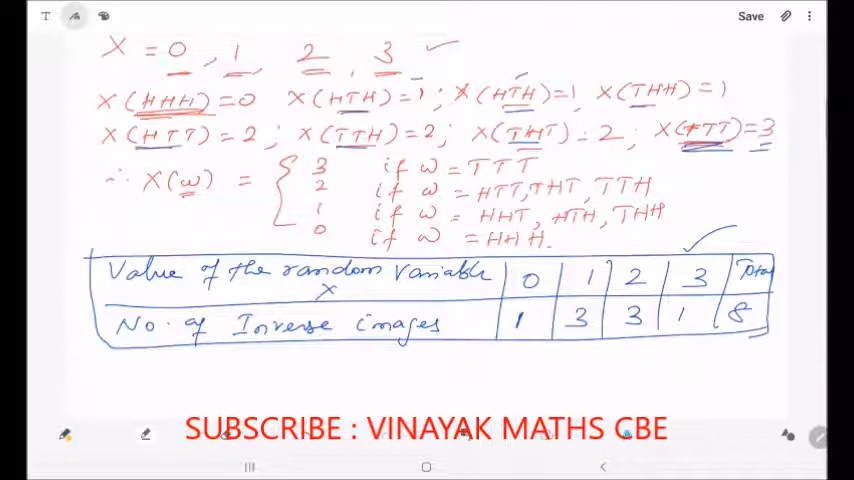 Save
X = 0, 1, 2, 3 ✓
X(HHH)=0 X(HTH)=1; X(HTH)=1, X(THH)=1
X(HTT)=2; X(TTH)=2; X(THT)=2; X(TTT)=3
∴ X(ω) = { 3 if ω = TTT
2 if ω = HTT, THT, TTH
1 if ω = HHT, HTH, THH
0 if ω = HHH.
Value of the random variable X 0 1 2 3 Total
No. of Inverse images 1 3 3 1 8
SUBSCRIBE : VINAYAK MATHS CBE